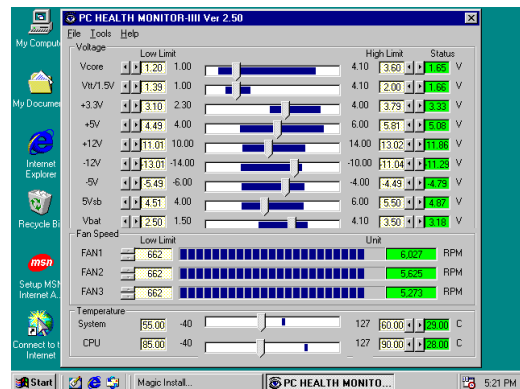 PC HEALTH MONITOR-IIII Ver 2.50
File Tools Help
My Comput
My Documen
Internet
Explorer
Recycle Bi
Setup MSN
Internet A..
Connect to t
Internet
Voltage
Low Limit High Limit Status
Vcore 1.20 1.00 4.10 3.60 1.65 V
Vtt/1.5V 1.39 1.00 4.10 2.00 1.66 V
+3.3V 3.10 2.30 4.00 3.79 3.33 V
+5V 4.49 4.00 6.00 5.81 5.08 V
+12V 11.01 10.00 14.00 13.02 11.86 V
-12V -13.01 -14.00 -10.00 -11.04 -11.29 V
-5V -5.49 -6.00 -4.00 -4.49 -4.79 V
5Vsb 4.51 4.00 6.00 5.50 4.87 V
Vbat 2.50 1.50 4.10 3.50 3.18 V
Fan Speed
Low Limit Unit
FAN1 662 6,027 RPM
FAN2 662 5,625 RPM
FAN3 662 5,273 RPM
Temperature
System 55.00 -40 127 60.00 29.00 C
CPU 85.00 -40 127 90.00 28.00 C
msn
Start Magic Install... PC HEALTH MONITO... 5:21 PM